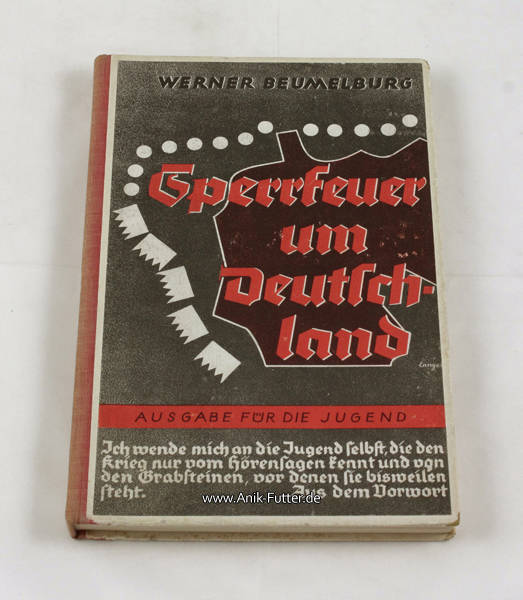 WERNER BEUMELBURG
Sperrfeuer
um
Deutsch-
land
Langer
AUSGABE FÜR DIE JUGEND
Ich wende mich an die Jugend selbst, die den
Krieg nur vom Hörensagen kennt und von
den Grabsteinen, vor denen sie bisweilen
steht. Aus dem Vorwort
www.Anik-Futter.de